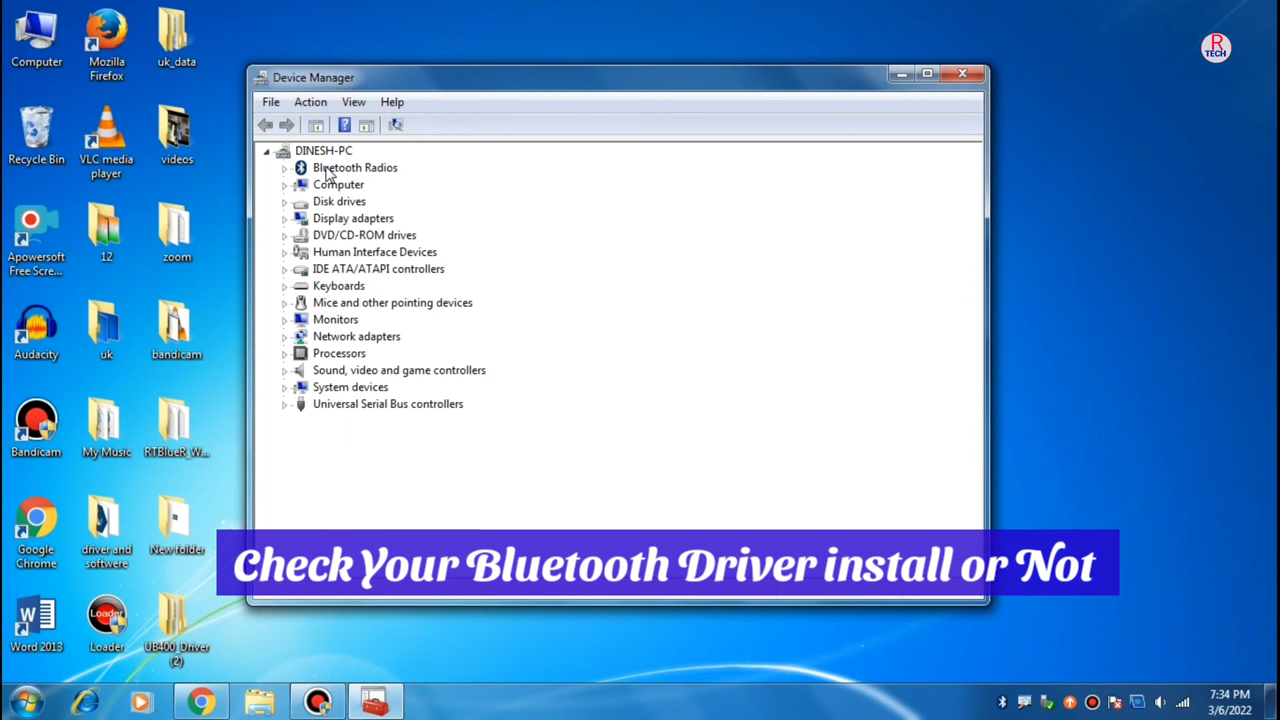 Computer
Mozilla
Firefox
uk_data
Recycle Bin
VLC media
player
videos
Apowersoft
Free Scre...
12
zoom
Audacity
uk
bandicam
Bandicam
My Music
RTBlueR_W...
Google
Chrome
driver and
softwere
New folder
Word 2013
Loader
Loader
UB400_Driver
(2)
R
TECH
Device Manager
File Action View Help
DINESH-PC
Bluetooth Radios
Computer
Disk drives
Display adapters
DVD/CD-ROM drives
Human Interface Devices
IDE ATA/ATAPI controllers
Keyboards
Mice and other pointing devices
Monitors
Network adapters
Processors
Sound, video and game controllers
System devices
Universal Serial Bus controllers
Check Your Bluetooth Driver install or Not
7:34 PM
3/6/2022